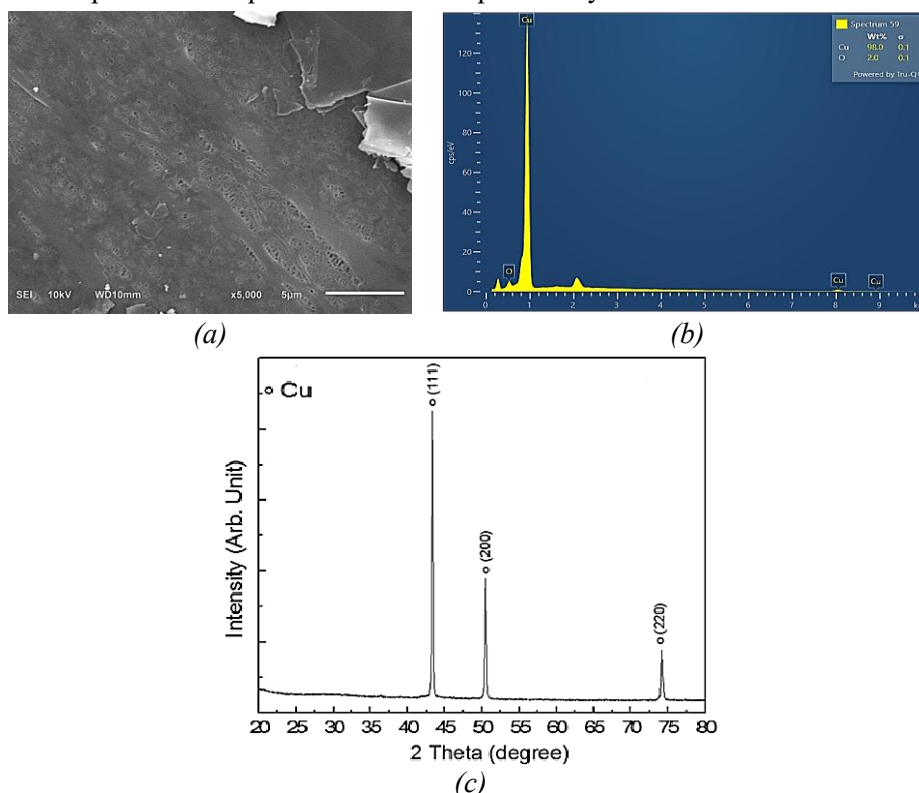 SEI 10kV WD10mm x5,000 5µm
(a)
140
120
100
80
60
40
20
0
cps/eV
0 1 2 3 4 5 6 7 8 9
Cu
O
Cu
Cu
Spectrum 59
Wt% σ
Cu 98.0 0.1
O 2.0 0.1
Powered by Tru-Q®
(b)
Cu
(111)
(200)
(220)
Intensity (Arb. Unit)
20 25 30 35 40 45 50 55 60 65 70 75 80
2 Theta (degree)
(c)